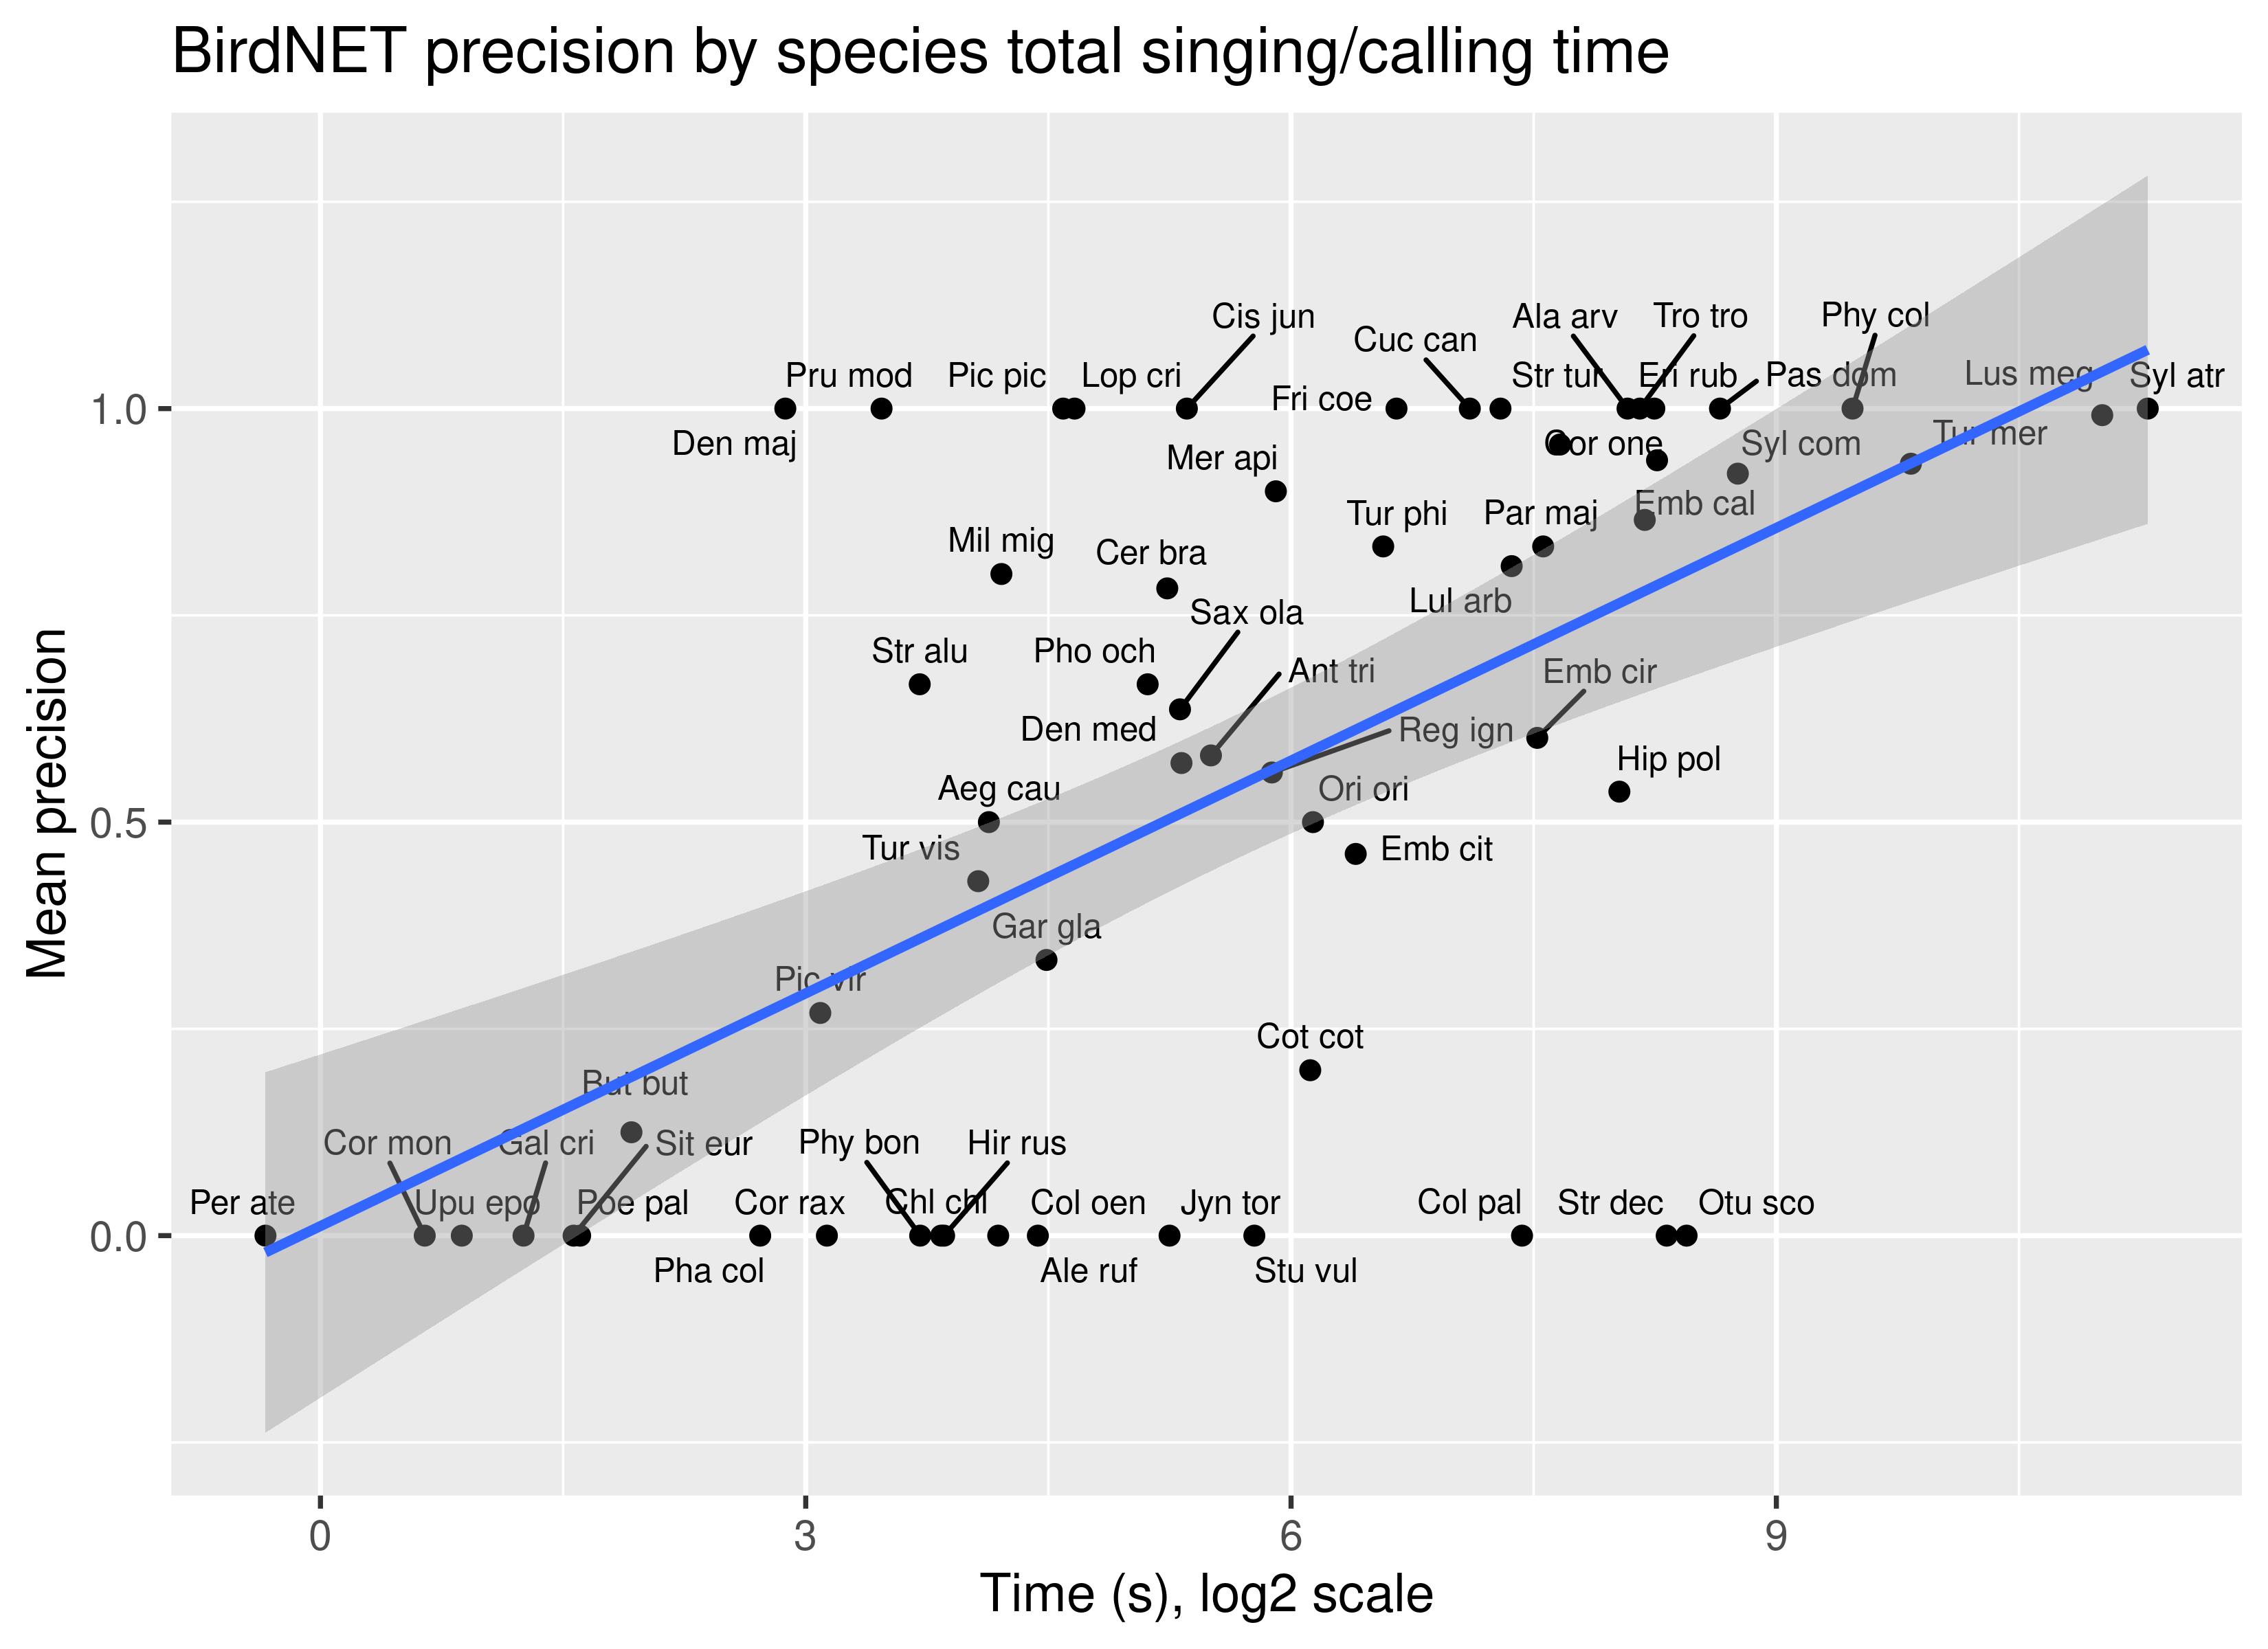 BirdNET precision by species total singing/calling time
Cis jun
Ala arv
Tro tro
Phy col
Cuc can
Pru mod
Pic pic
Lop cri
Str tur
Eri rub
Pas dom
Lus meg
Syl atr
Fri coe
1.0
Den maj
Cor one
Syl com
Tur mer
Mer api
Emb cal
Tur phi
Par maj
Mil mig
Cer bra
Lul arb
Sax ola
Str alu
Pho och
Ant tri
Emb cir
Den med
Reg ign
Hip pol
Aeg cau
Ori ori
0.5
Tur vis
Emb cit
Gar gla
Pic vir
Cot cot
But but
Cor mon
Gal cri
Sit eur
Phy bon
Hir rus
Per ate
Upu epo
Poe pal
Cor rax
Chl chl
Col oen
Jyn tor
Col pal
Str dec
Otu sco
0.0
Pha col
Ale ruf
Stu vul
Mean precision
0
3
6
9
Time (s), log2 scale